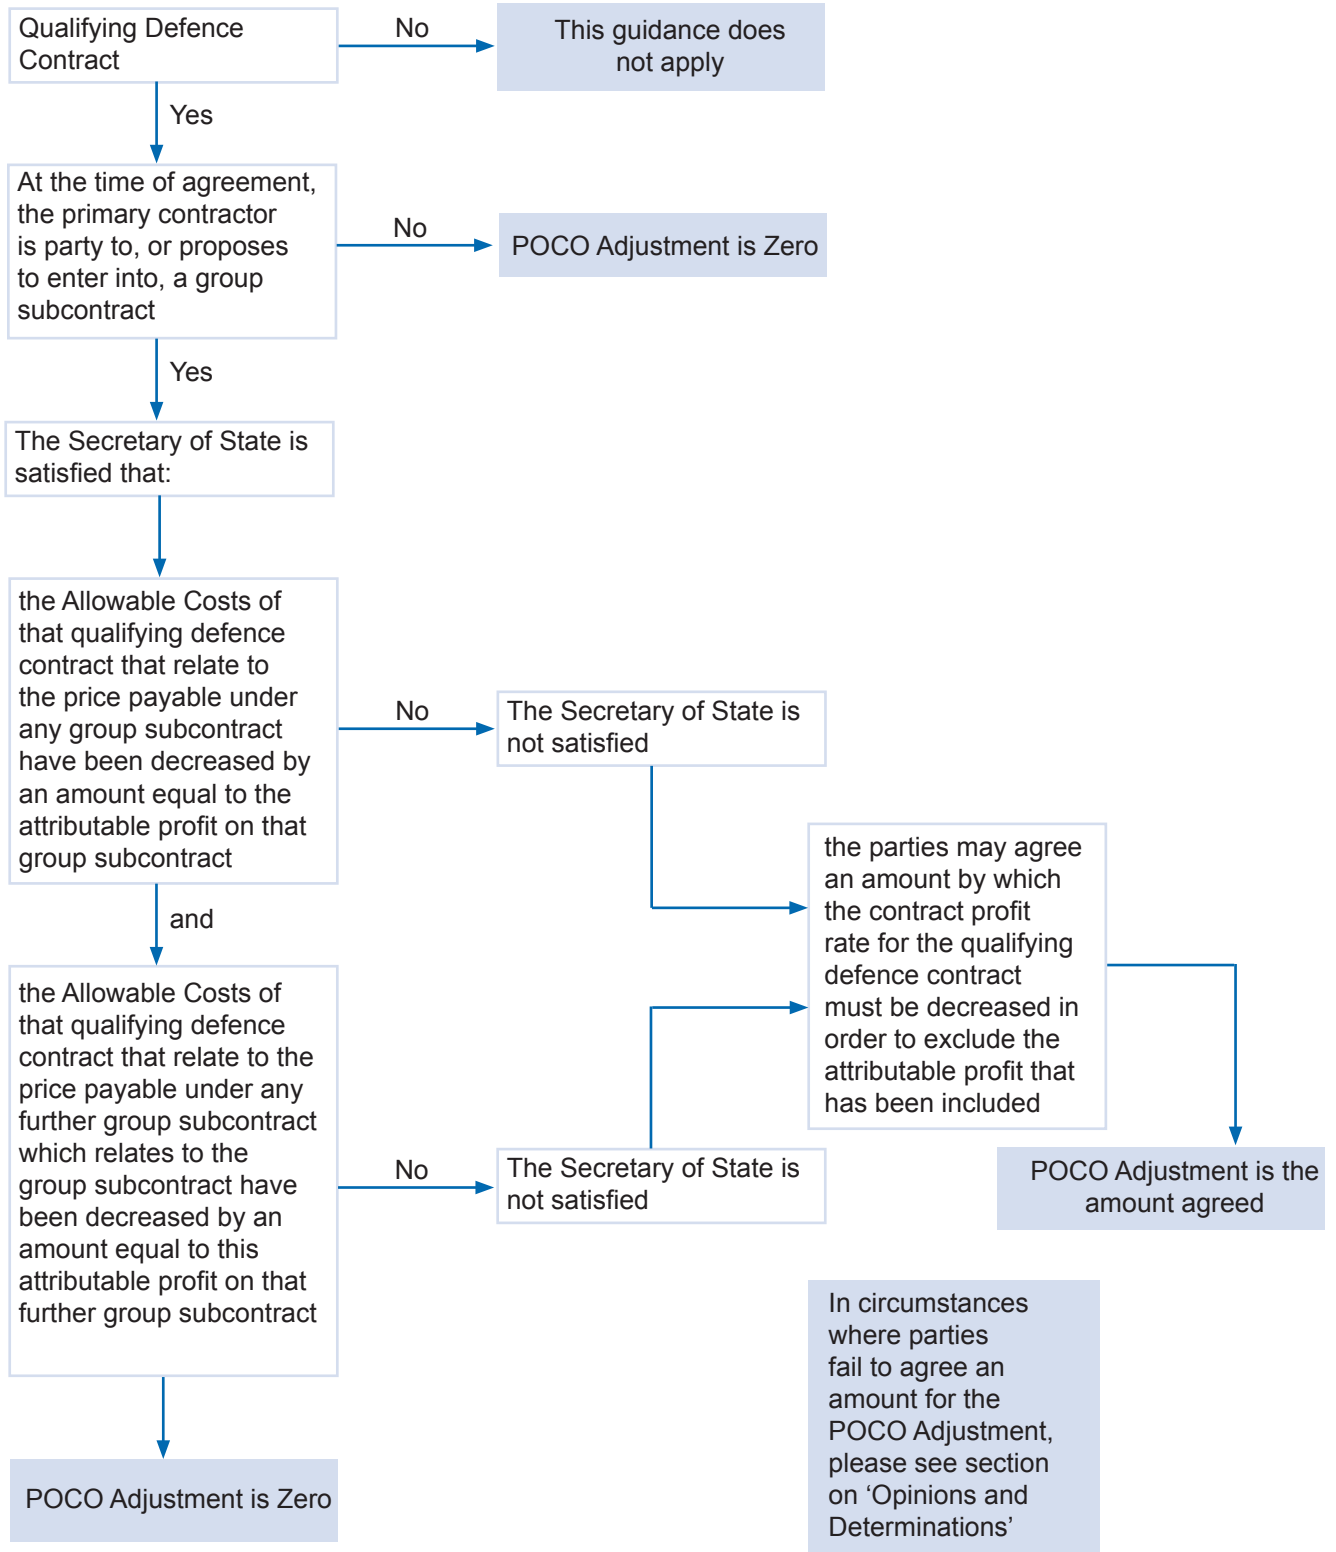 Qualifying Defence
Contract
No
This guidance does
not apply
Yes
At the time of agreement,
the primary contractor
is party to, or proposes
to enter into, a group
subcontract
No
POCO Adjustment is Zero
Yes
The Secretary of State is
satisfied that:
the Allowable Costs of
that qualifying defence
contract that relate to
the price payable under
any group subcontract
have been decreased by
an amount equal to the
attributable profit on that
group subcontract
No
The Secretary of State is
not satisfied
and
the Allowable Costs of
that qualifying defence
contract that relate to the
price payable under any
further group subcontract
which relates to the
group subcontract have
been decreased by an
amount equal to this
attributable profit on that
further group subcontract
No
The Secretary of State is
not satisfied
the parties may agree
an amount by which
the contract profit
rate for the qualifying
defence contract
must be decreased in
order to exclude the
attributable profit that
has been included
POCO Adjustment is the
amount agreed
POCO Adjustment is Zero
In circumstances
where parties
fail to agree an
amount for the
POCO Adjustment,
please see section
on ‘Opinions and
Determinations’